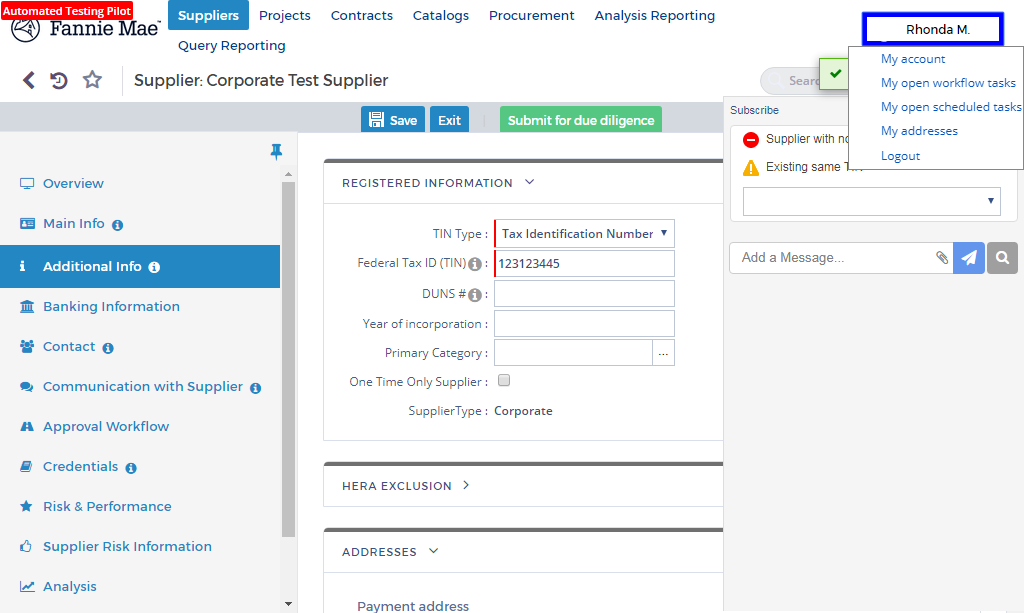 Automated Testing Pilot
Fannie Mae
Suppliers
Projects
Contracts
Catalogs
Procurement
Analysis Reporting
Query Reporting
Rhonda M.
My account
My open workflow tasks
My open scheduled tasks
My addresses
Logout
Supplier: Corporate Test Supplier
Save
Exit
Submit for due diligence
Overview
Main Info
Additional Info
Banking Information
Contact
Communication with Supplier
Approval Workflow
Credentials
Risk & Performance
Supplier Risk Information
Analysis
REGISTERED INFORMATION
TIN Type : Tax Identification Number
Federal Tax ID (TIN) : 123123445
DUNS # :
Year of incorporation :
Primary Category : ...
One Time Only Supplier :
SupplierType : Corporate
HERA EXCLUSION
ADDRESSES
Payment address
Subscribe
Supplier with
Existing same
Add a Message...